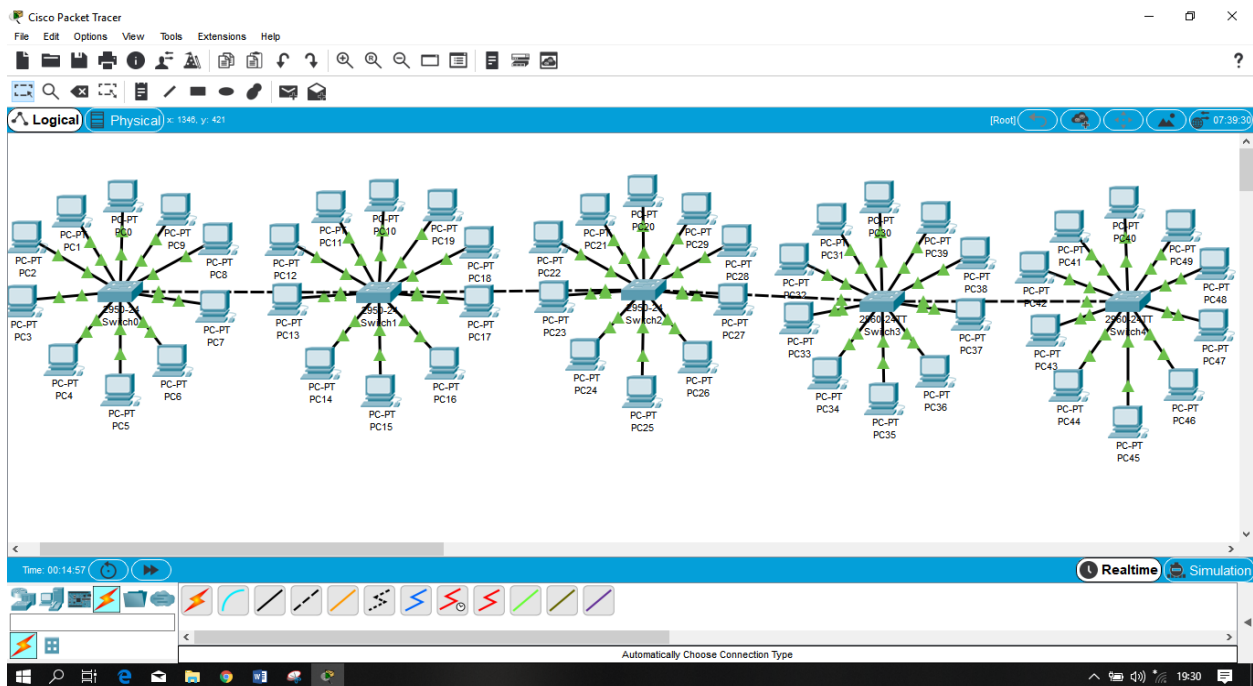 Cisco Packet Tracer
File Edit Options View Tools Extensions Help
?
Logical Physical x: 1346, y: 421 [Root] 07:39:30
PC-PT PC0
PC-PT PC1
PC-PT PC2
PC-PT PC3
PC-PT PC4
PC-PT PC5
PC-PT PC6
PC-PT PC7
PC-PT PC8
PC-PT PC9
2950-24 Switch0
PC-PT PC10
PC-PT PC11
PC-PT PC12
PC-PT PC13
PC-PT PC14
PC-PT PC15
PC-PT PC16
PC-PT PC17
PC-PT PC18
PC-PT PC19
2950-24 Switch1
PC-PT PC20
PC-PT PC21
PC-PT PC22
PC-PT PC23
PC-PT PC24
PC-PT PC25
PC-PT PC26
PC-PT PC27
PC-PT PC28
PC-PT PC29
2950-24 Switch2
PC-PT PC30
PC-PT PC31
PC-PT PC32
PC-PT PC33
PC-PT PC34
PC-PT PC35
PC-PT PC36
PC-PT PC37
PC-PT PC38
PC-PT PC39
2960-24TT Switch3
PC-PT PC40
PC-PT PC41
PC-PT PC42
PC-PT PC43
PC-PT PC44
PC-PT PC45
PC-PT PC46
PC-PT PC47
PC-PT PC48
PC-PT PC49
2960-24TT Switch4
Time: 00:14:57 Realtime Simulation
Automatically Choose Connection Type
19:30